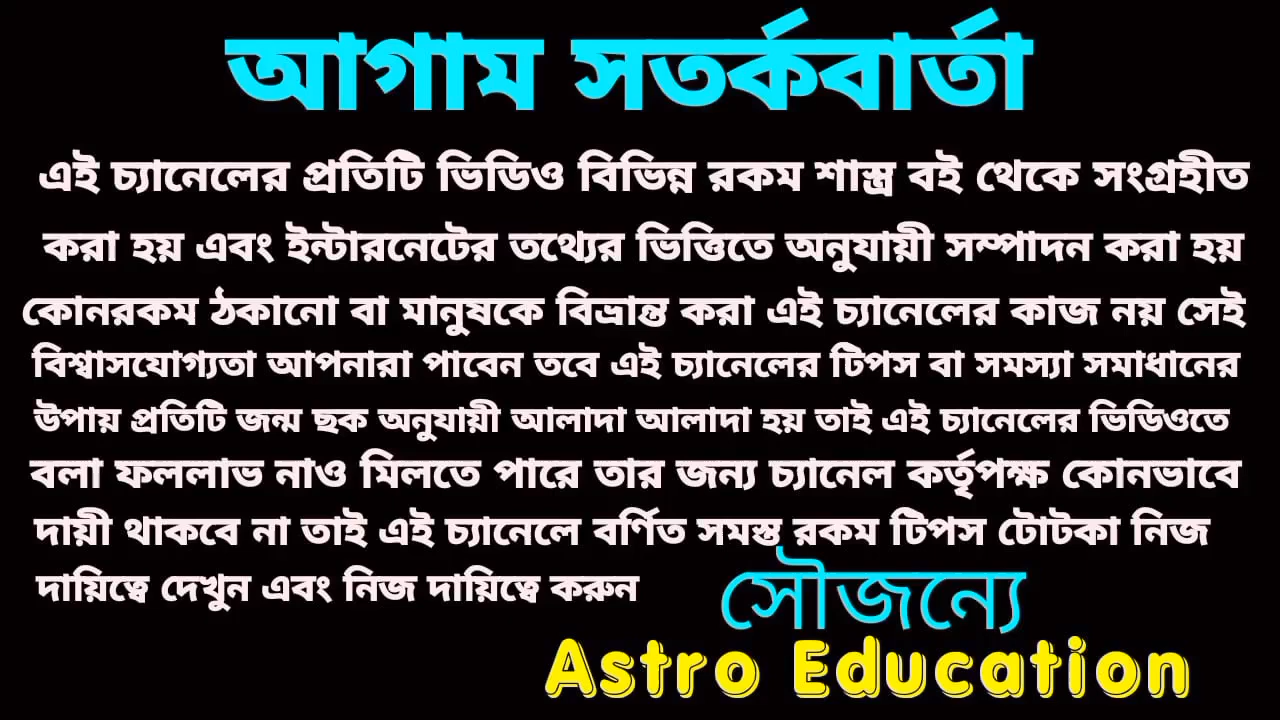 আগাম সতর্কবার্তা
এই চ্যানেলের প্রতিটি ভিডিও বিভিন্ন রকম শাস্ত্র বই থেকে সংগ্রহীত
করা হয় এবং ইন্টারনেটের তথ্যের ভিত্তিতে অনুযায়ী সম্পাদন করা হয়
কোনরকম ঠকানো বা মানুষকে বিভ্রান্ত করা এই চ্যানেলের কাজ নয় সেই
বিশ্বাসযোগ্যতা আপনারা পাবেন তবে এই চ্যানেলের টিপস বা সমস্যা সমাধানের
উপায় প্রতিটি জন্ম ছক অনুযায়ী আলাদা আলাদা হয় তাই এই চ্যানেলের ভিডিওতে
বলা ফললাভ নাও মিলতে পারে তার জন্য চ্যানেল কর্তৃপক্ষ কোনভাবে
দায়ী থাকবে না তাই এই চ্যানেলে বর্ণিত সমস্ত রকম টিপস টোটকা নিজ
দায়িত্বে দেখুন এবং নিজ দায়িত্বে করুন
সৌজন্যে
Astro Education